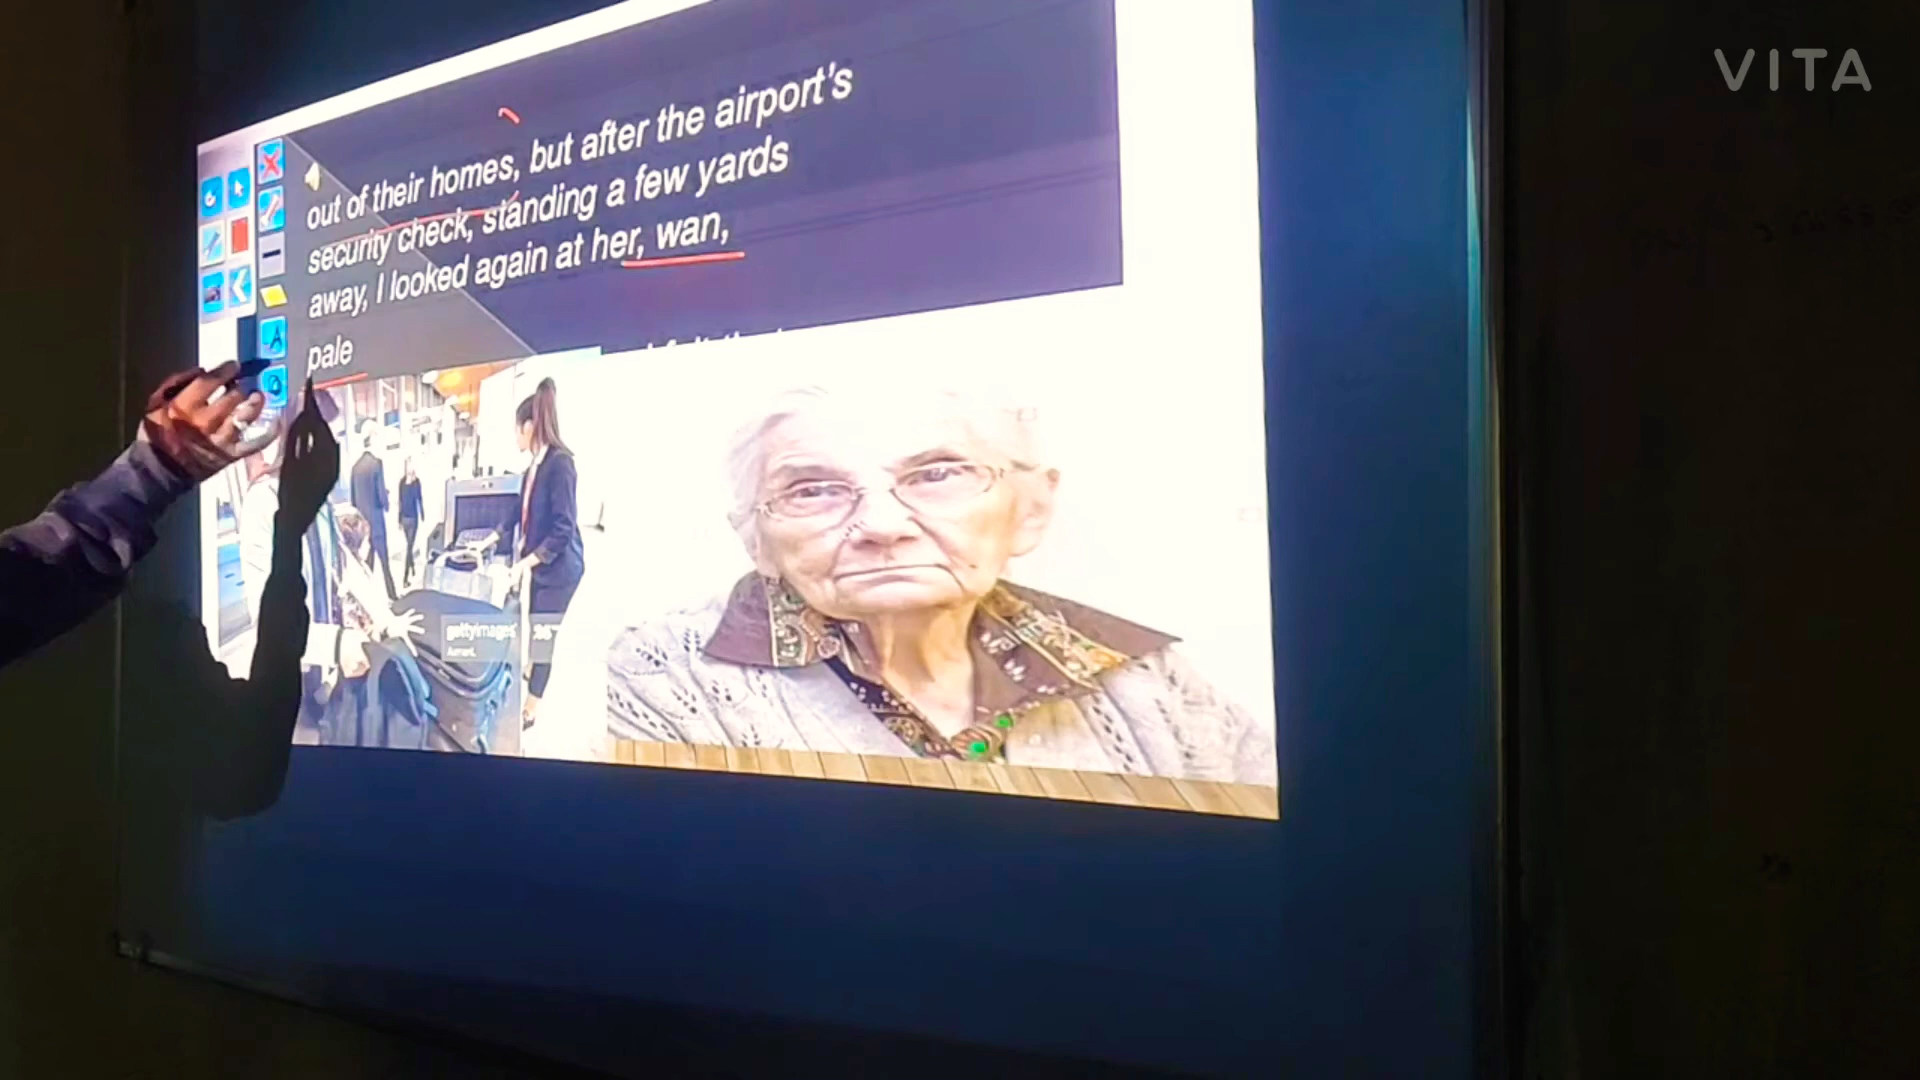 VITA
out of their homes, but after the airport's
security check, standing a few yards
away, I looked again at her, wan,
pale
gettyimages